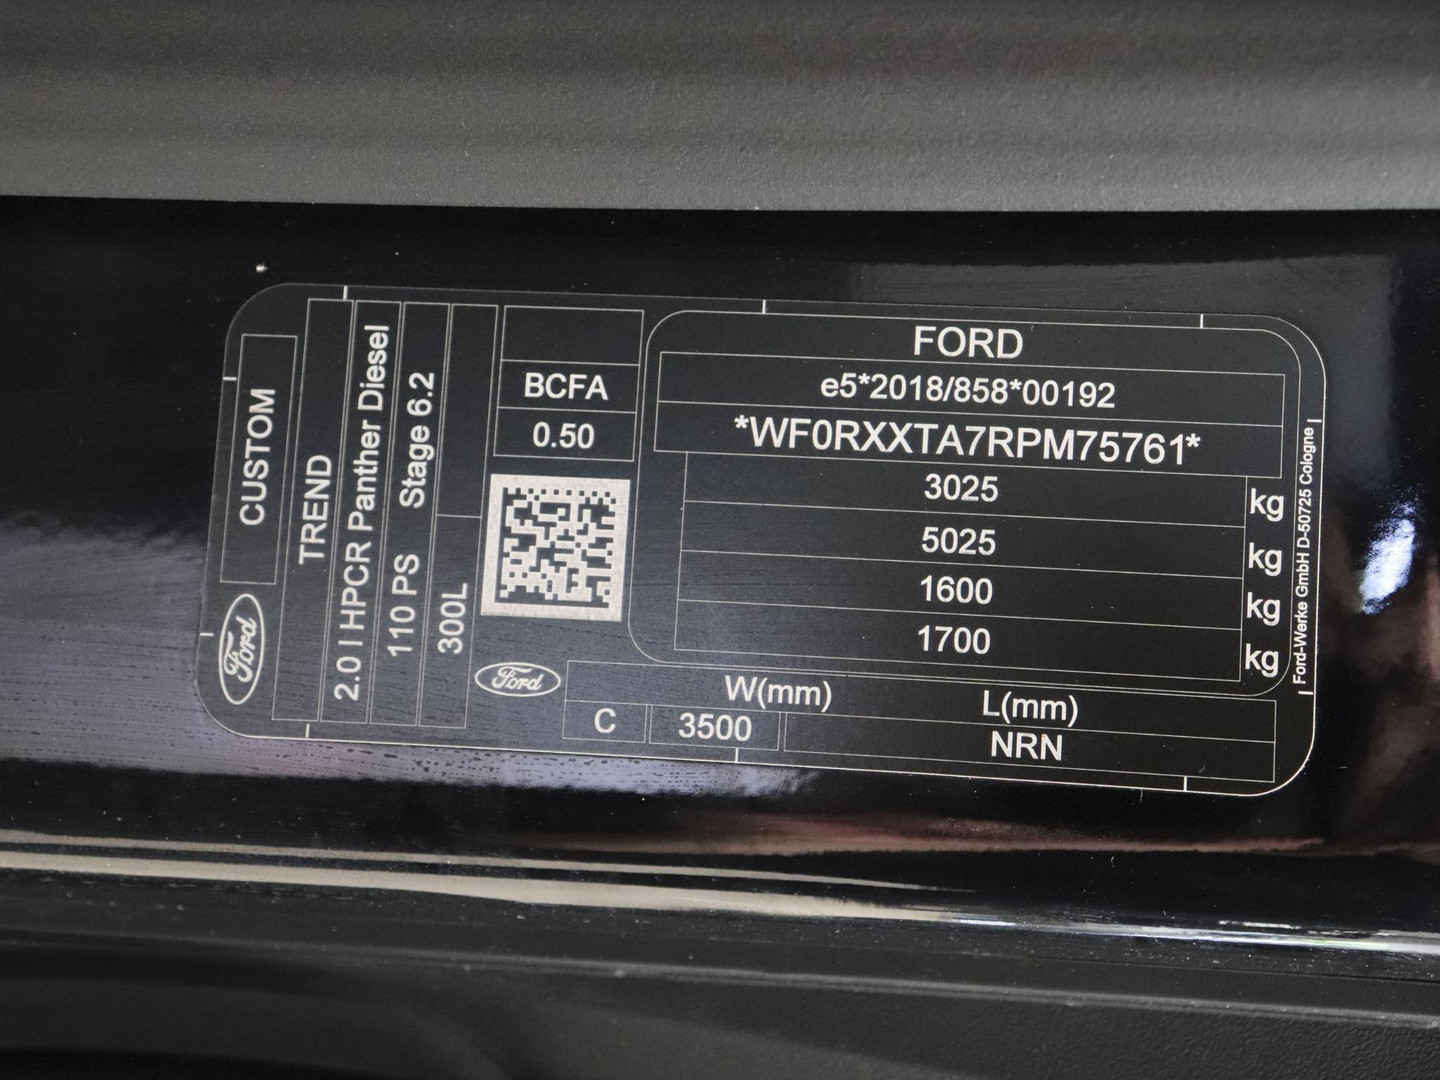 CUSTOM
Ford
TREND
2.0 l HPCR Panther Diesel
110 PS Stage 6.2
300L
BCFA
0.50
Ford
FORD
e5*2018/858*00192
*WF0RXXTA7RPM75761*
3025 kg
5025 kg
1600 kg
1700 kg
W(mm) L(mm)
C 3500 NRN
Ford-Werke GmbH D-50725 Cologne